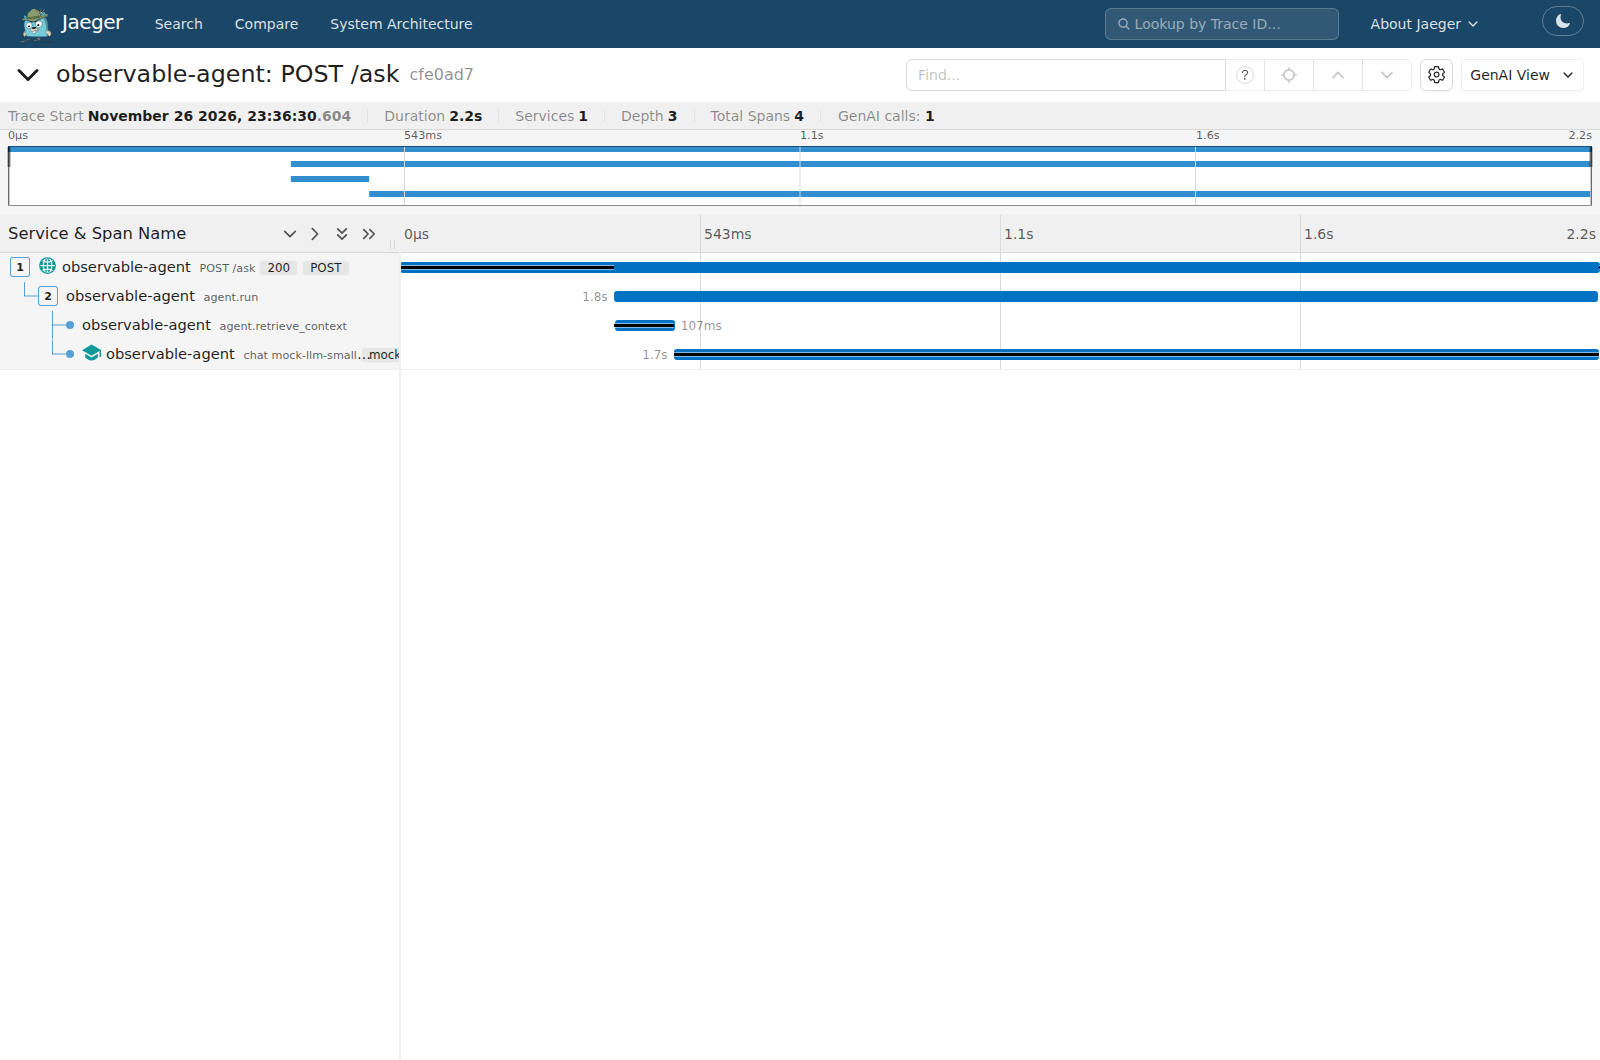 Jaeger Search Compare System Architecture Lookup by Trace ID... About Jaeger
observable-agent: POST /ask cfe0ad7 Find... ? GenAI View
Trace Start November 26 2026, 23:36:30.604 Duration 2.2s Services 1 Depth 3 Total Spans 4 GenAI calls: 1
0μs 543ms 1.1s 1.6s 2.2s
Service & Span Name 0μs 543ms 1.1s 1.6s 2.2s
1 observable-agent POST /ask 200 POST
2 observable-agent agent.run 1.8s
observable-agent agent.retrieve_context 107ms
observable-agent chat mock-llm-small... mock 1.7s